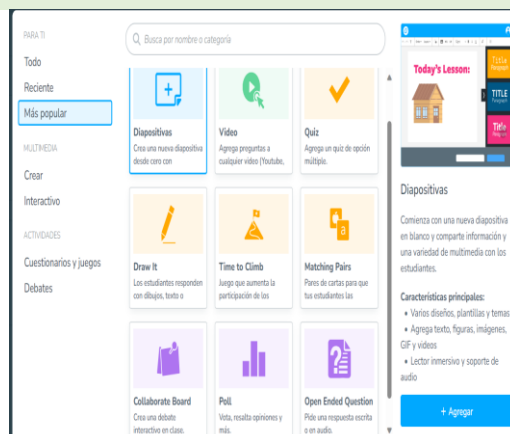 PARA TI
Todo
Reciente
Más popular
MULTIMEDIA
Crear
Interactivo
ACTIVIDADES
Cuestionarios y juegos
Debates
Busca por nombre o categoría
Diapositivas
Crea una nueva diapositiva
desde cero con
Video
Agrega preguntas a
cualquier video (Youtube,
Quiz
Agrega un quiz de opción
múltiple.
Draw It
Los estudiantes responden
con dibujos, texto o
Time to Climb
Juego que aumenta la
participación de los
Matching Pairs
Pares de cartas para que
tus estudiantes las
Collaborate Board
Crea una debate
interactivo en clase.
Poll
Vota, resalta opiniones y
más.
Open Ended Question
Pide una respuesta escrita
o en audio.
Today's Lesson:
TITLE
TITLE
Title
Diapositivas
Comienza con una nueva diapositiva
en blanco y comparte información y
una variedad de multimedia con los
estudiantes.
Características principales:
• Varios diseños, plantillas y temas
• Agrega texto, figuras, imágenes,
GIF y videos
• Lector inmersivo y soporte de
audio
+ Agregar